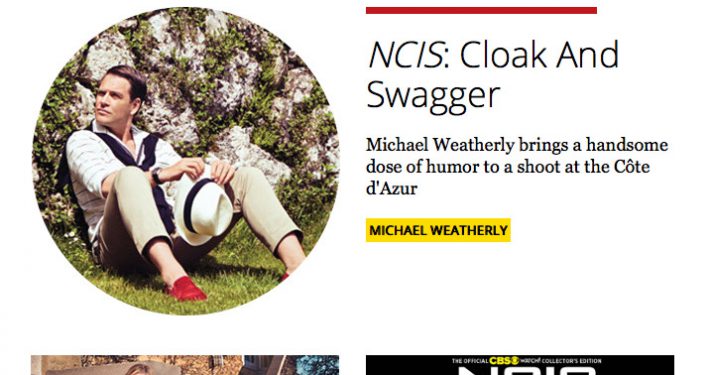 NCIS: Cloak And
Swagger
Michael Weatherly brings a handsome
dose of humor to a shoot at the Côte
d'Azur
MICHAEL WEATHERLY
THE OFFICIAL CBS WATCH! COLLECTOR'S EDITION
NCIS